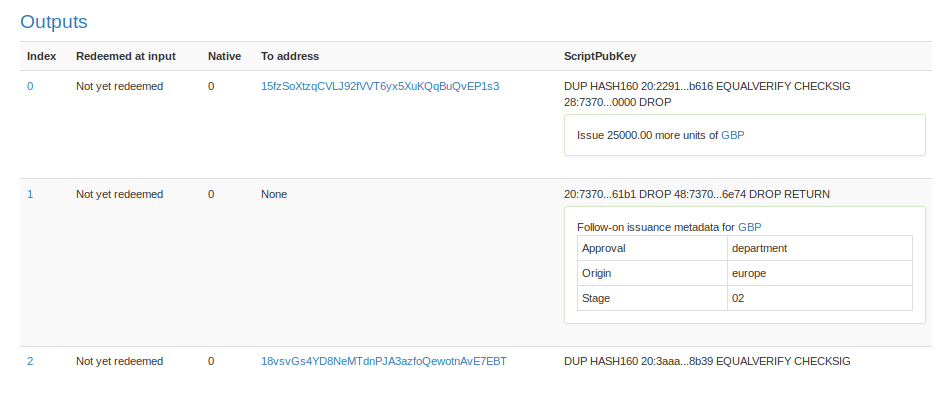 Outputs
Index Redeemed at input Native To address ScriptPubKey
0 Not yet redeemed 0 15fzSoXtzqCVLJ92fVVT6yx5XuKQqBuQvEP1s3 DUP HASH160 20:2291...b616 EQUALVERIFY CHECKSIG
28:7370...0000 DROP
Issue 25000.00 more units of GBP
1 Not yet redeemed 0 None 20:7370...61b1 DROP 48:7370...6e74 DROP RETURN
Follow-on issuance metadata for GBP
Approval department
Origin europe
Stage 02
2 Not yet redeemed 0 18vsvGs4YD8NeMTdnPJA3azfoQewotnAvE7EBT DUP HASH160 20:3aaa...8b39 EQUALVERIFY CHECKSIG